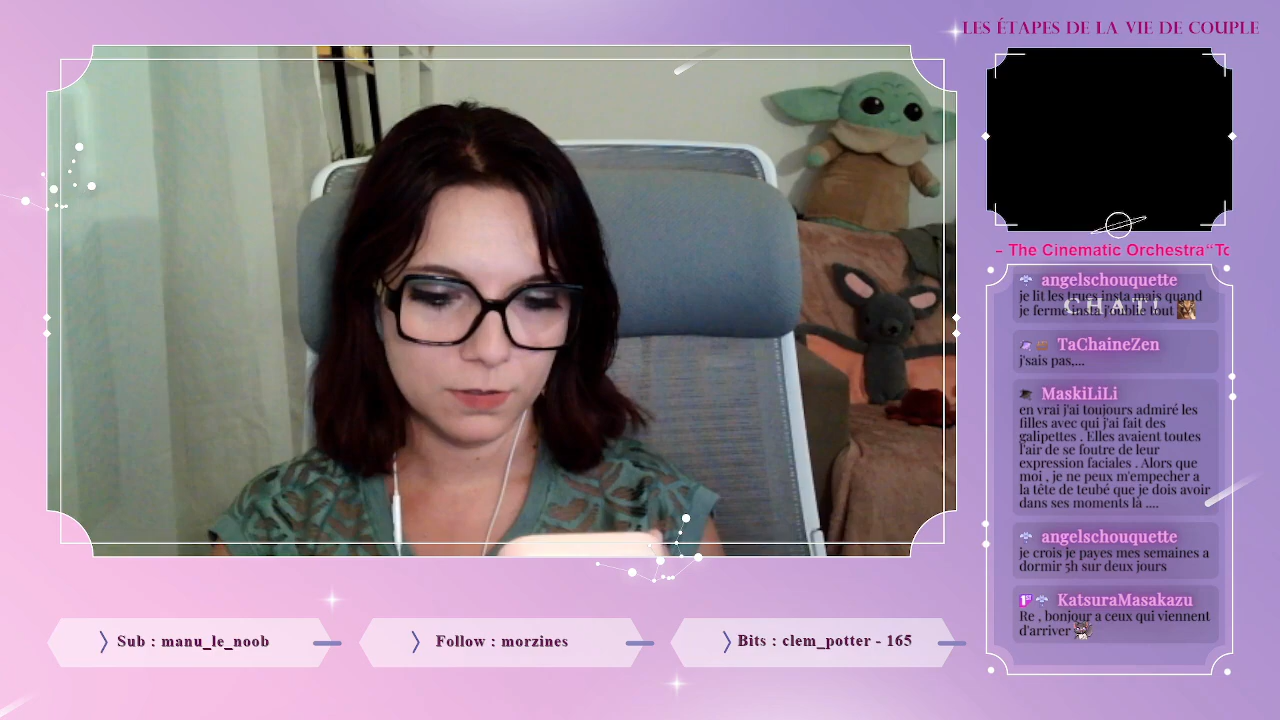 LES ÉTAPES DE LA VIE DE COUPLE
– The Cinematic Orchestra“To
CHAT!
angelschouquette
je lit les trues insta mais quand
je ferme insta j'oublie tout
TaChaineZen
j'sais pas,...
MaskiLiLi
en vrai j'ai toujours admiré les
filles avec qui j'ai fait des
galipettes . Elles avaient toutes
l'air de se foutre de leur
expression faciales . Alors que
moi , je ne peux m'empecher a
la tête de teubé que je dois avoir
dans ses moments là ....
angelschouquette
je crois je payes mes semaines a
dormir 5h sur deux jours
KatsuraMasakazu
Re , bonjour a ceux qui viennent
d'arriver
Sub : manu_le_noob
Follow : morzines
Bits : clem_potter - 165